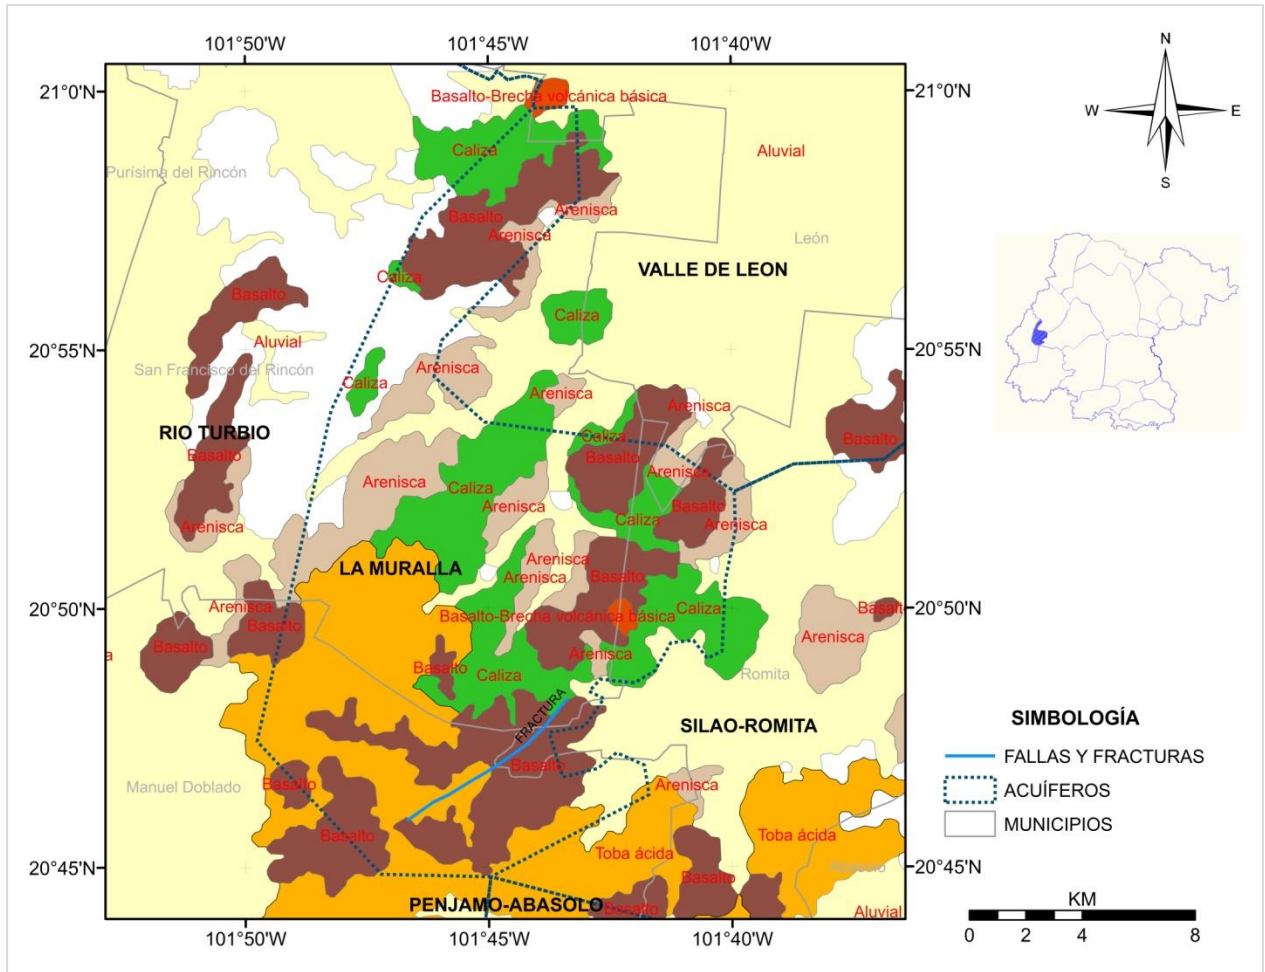 101°50'W 101°45'W 101°40'W
N
21°0'N
Basalto-Brecha volcánica básica
21°0'N
W E
Caliza
Aluvial
Purísima del Rincón
S
Arenisca
Basalto
Arenisca
León
VALLE DE LEON
Caliza
Basalto
Caliza
Aluvial
20°55'N
20°55'N
San Francisco del Rincón
Arenisca
Caliza
Arenisca
Arenisca
RIO TURBIO
Caliza
Basalto
Basalto
Basalto
Arenisca
Arenisca
Caliza
Arenisca
Basalto
Caliza
Arenisca
Arenisca
Arenisca
LA MURALLA
Arenisca
Basalto
20°50'N
Arenisca
Caliza
Basalto
20°50'N
Basalto-Brecha volcánica básica
Basalto
Arenisca
Basalto
Arenisca
a
Basalto
Caliza
Romita
FRACTURA
SILAO-ROMITA
SIMBOLOGÍA
FALLAS Y FRACTURAS
Basalto
Manuel Doblado
Basalto
Arenisca
ACUÍFEROS
MUNICIPIOS
Basalto
Toba ácida
Toba ácida
20°45'N
20°45'N
Basalto
KM
PENJAMO-ABASOLO
Basalto
Aluvial
0 2 4 8
101°50'W 101°45'W 101°40'W